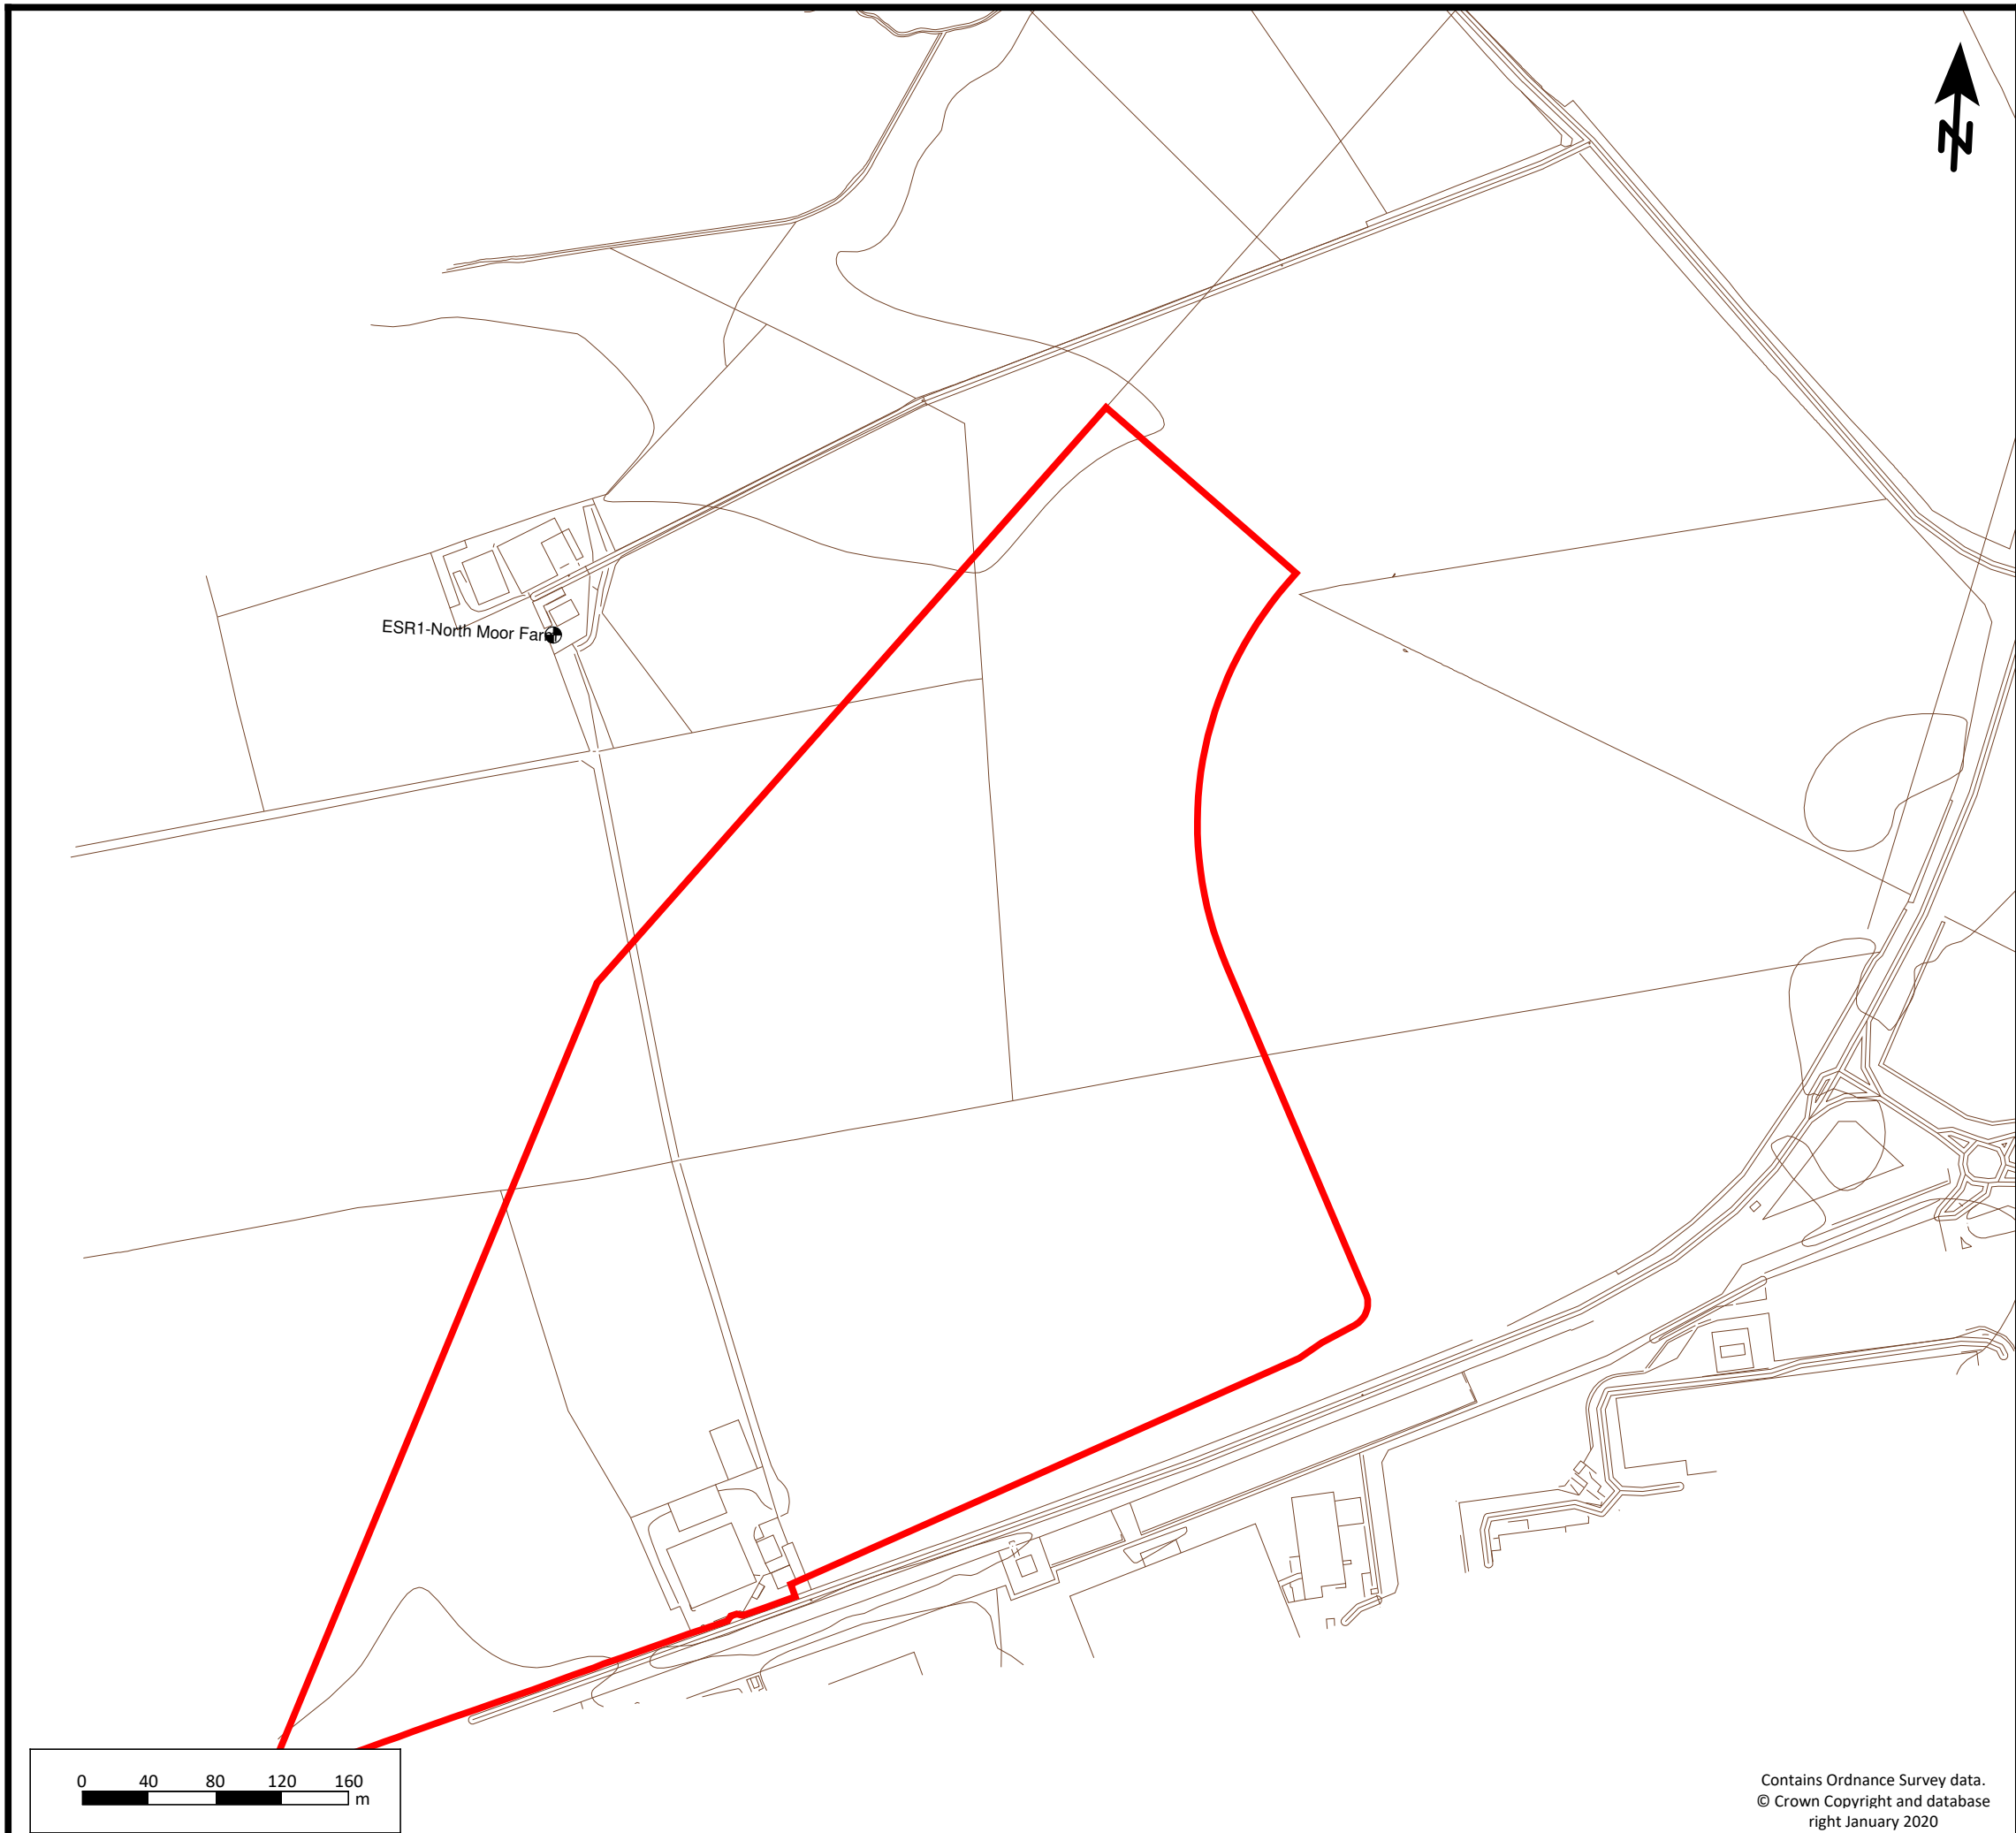 N
ESR1-North Moor Farm
0 40 80 120 160
m
Contains Ordnance Survey data.
© Crown Copyright and database
right January 2020